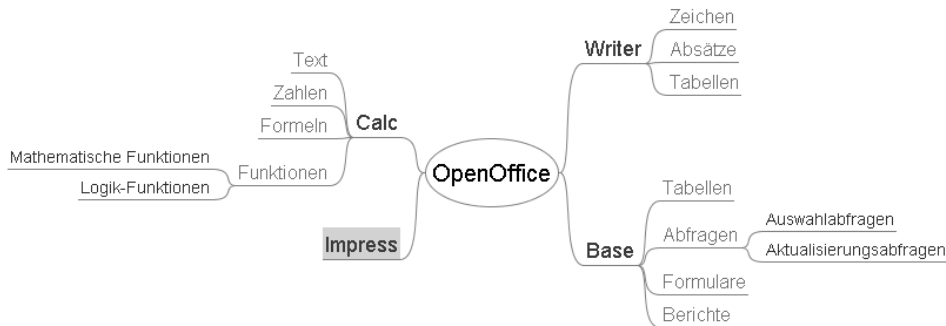 OpenOffice
Writer
Zeichen
Absätze
Tabellen
Base
Tabellen
Abfragen
Auswahlabfragen
Aktualisierungsabfragen
Formulare
Berichte
Calc
Text
Zahlen
Formeln
Funktionen
Mathematische Funktionen
Logik-Funktionen
Impress